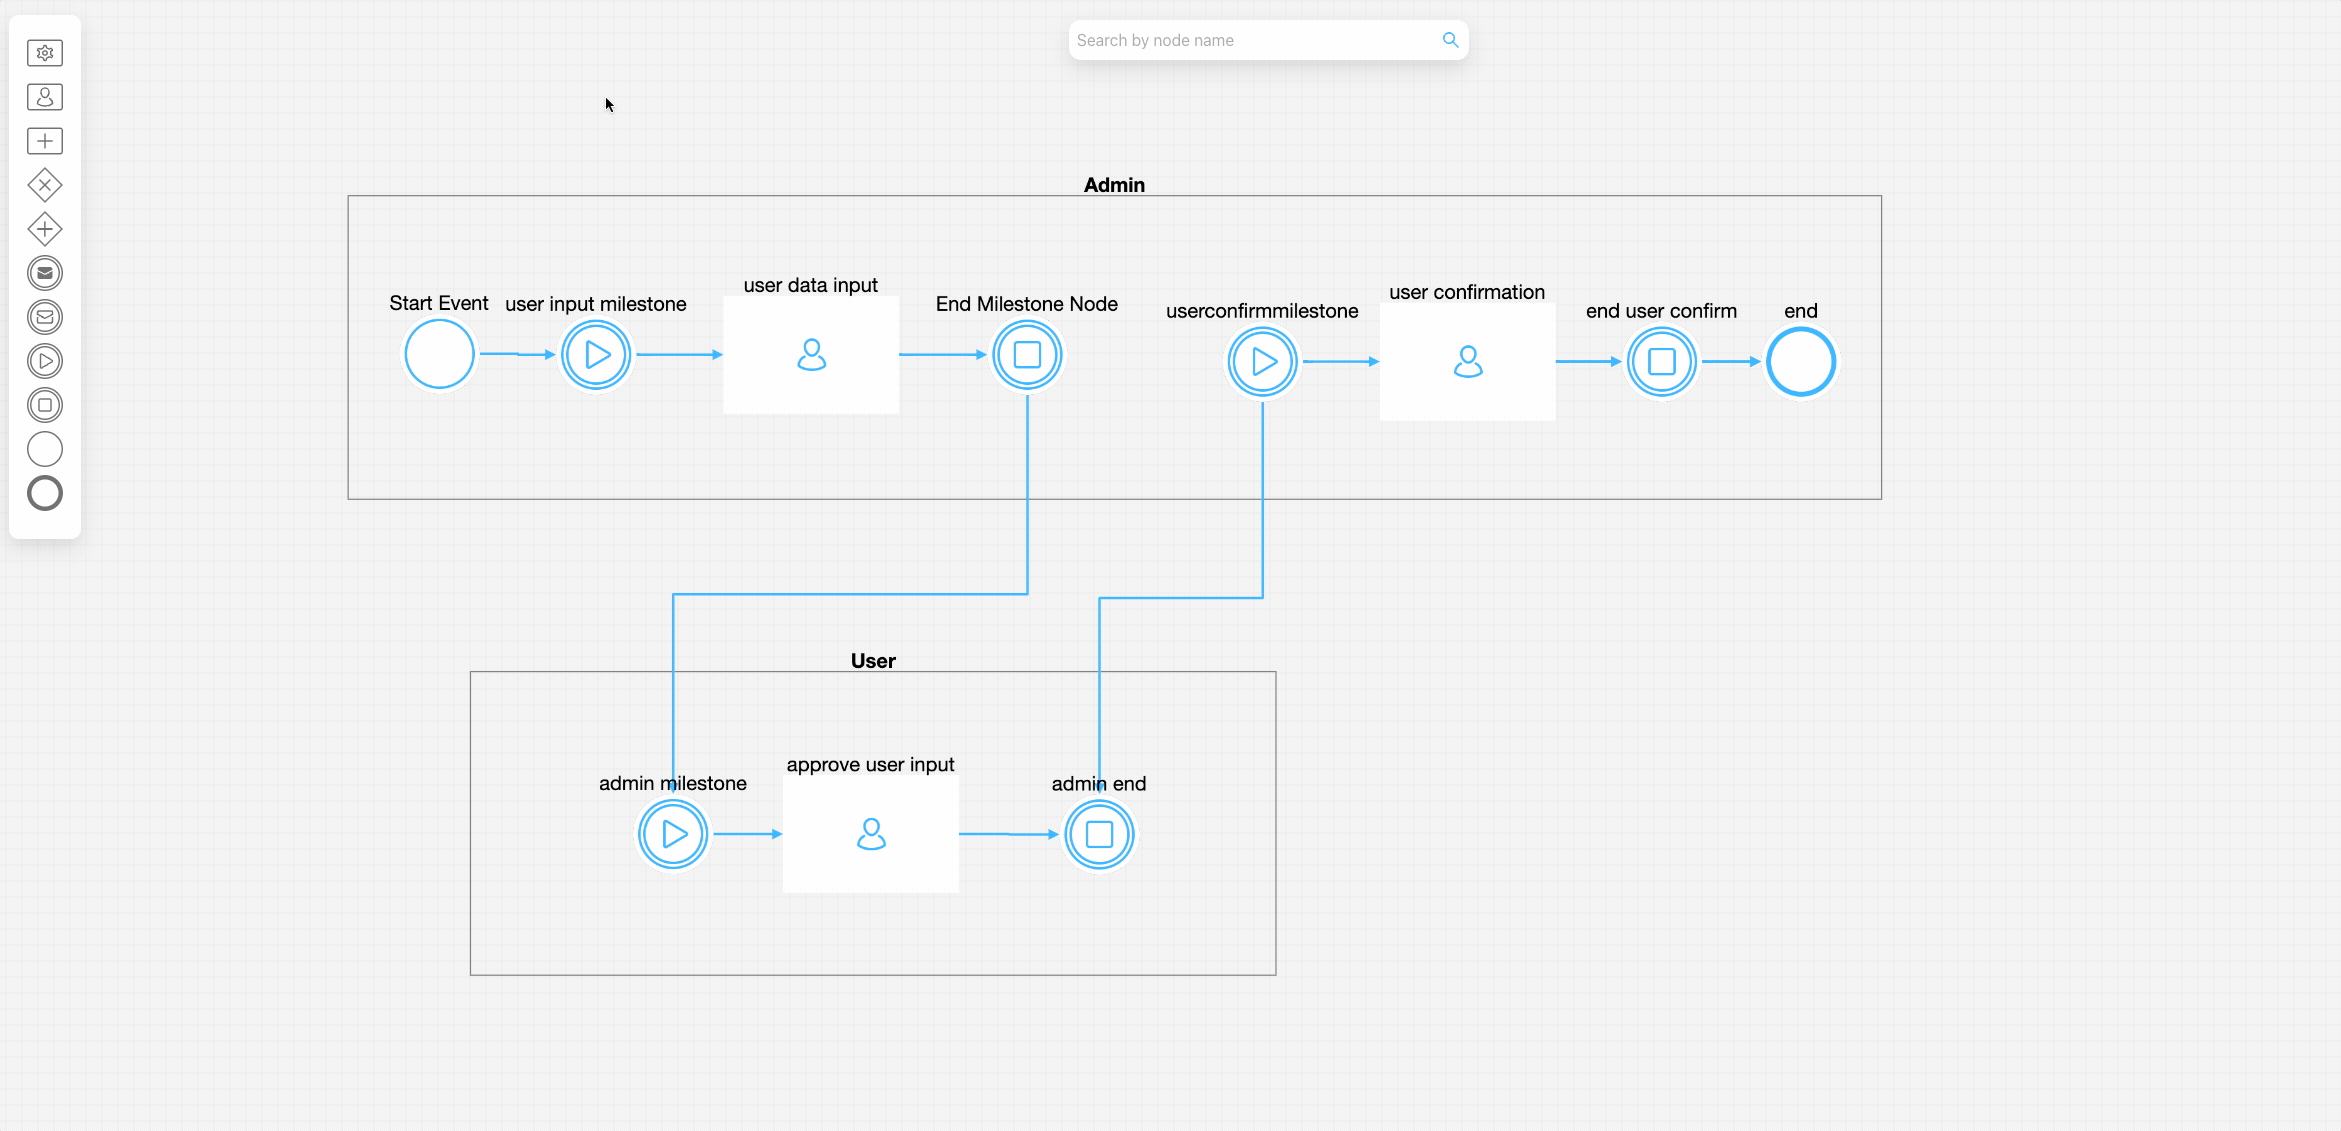 Search by node name
Admin
Start Event
user input milestone
user data input
End Milestone Node
userconfirmmilestone
user confirmation
end user confirm
end
User
admin milestone
approve user input
admin end